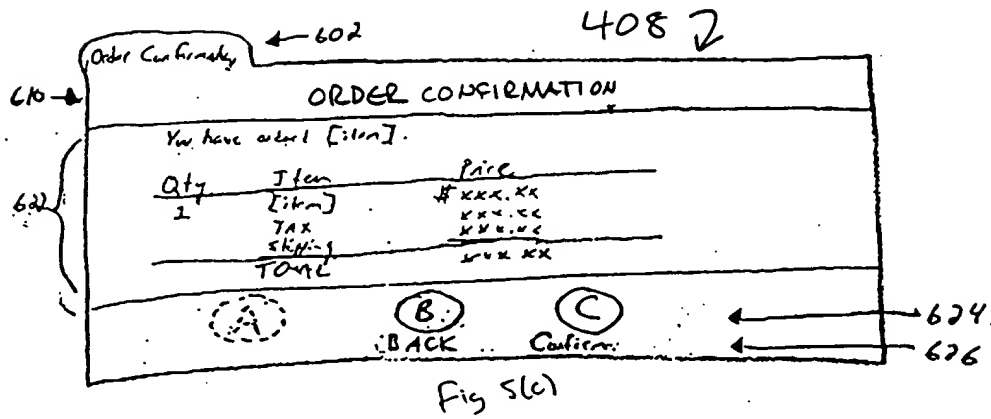 408
Order Confirmation
602
610
ORDER CONFIRMATION
You have ordered [item].
622
Qty Item Price
1 [item] $ xxx.xx
TAX xxx.xx
Shipping xxx.xx
TOTAL xxx xx
A B C
624
BACK Confirm
626
Fig 5(c)